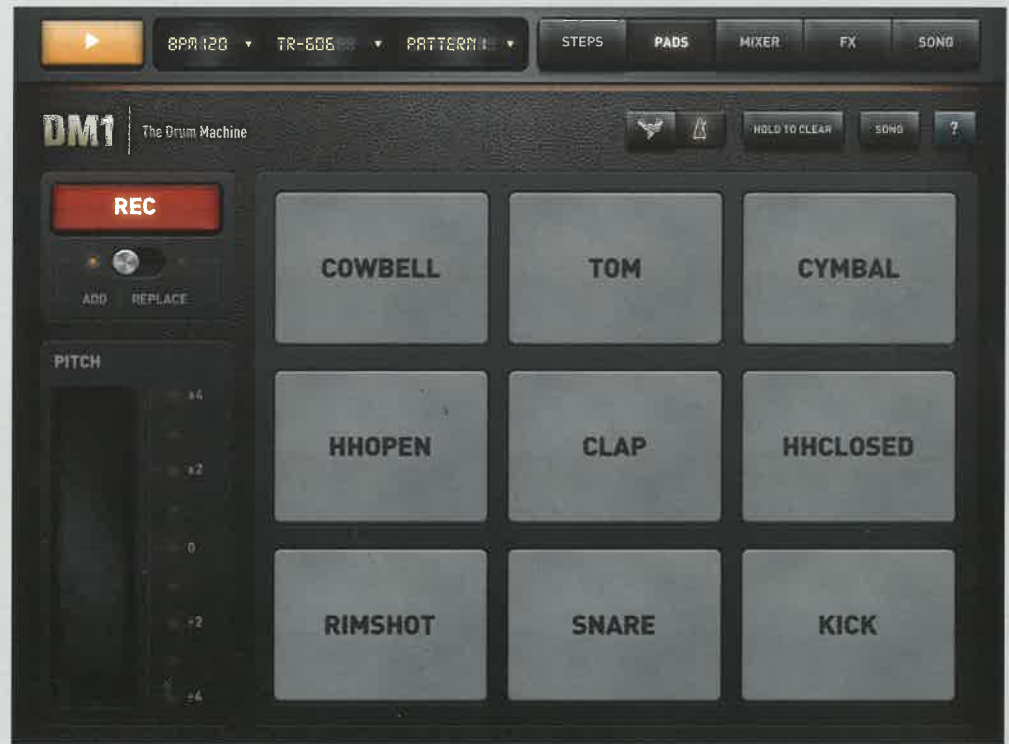 BPM 120 TR-606 PATTERN 1 STEPS PADS MIXER FX SONG
DM1 The Drum Machine HOLD TO CLEAR SONG ?
REC
ADD REPLACE
PITCH
±4
±2
0
÷2
÷4
COWBELL TOM CYMBAL
HHOPEN CLAP HHCLOSED
RIMSHOT SNARE KICK